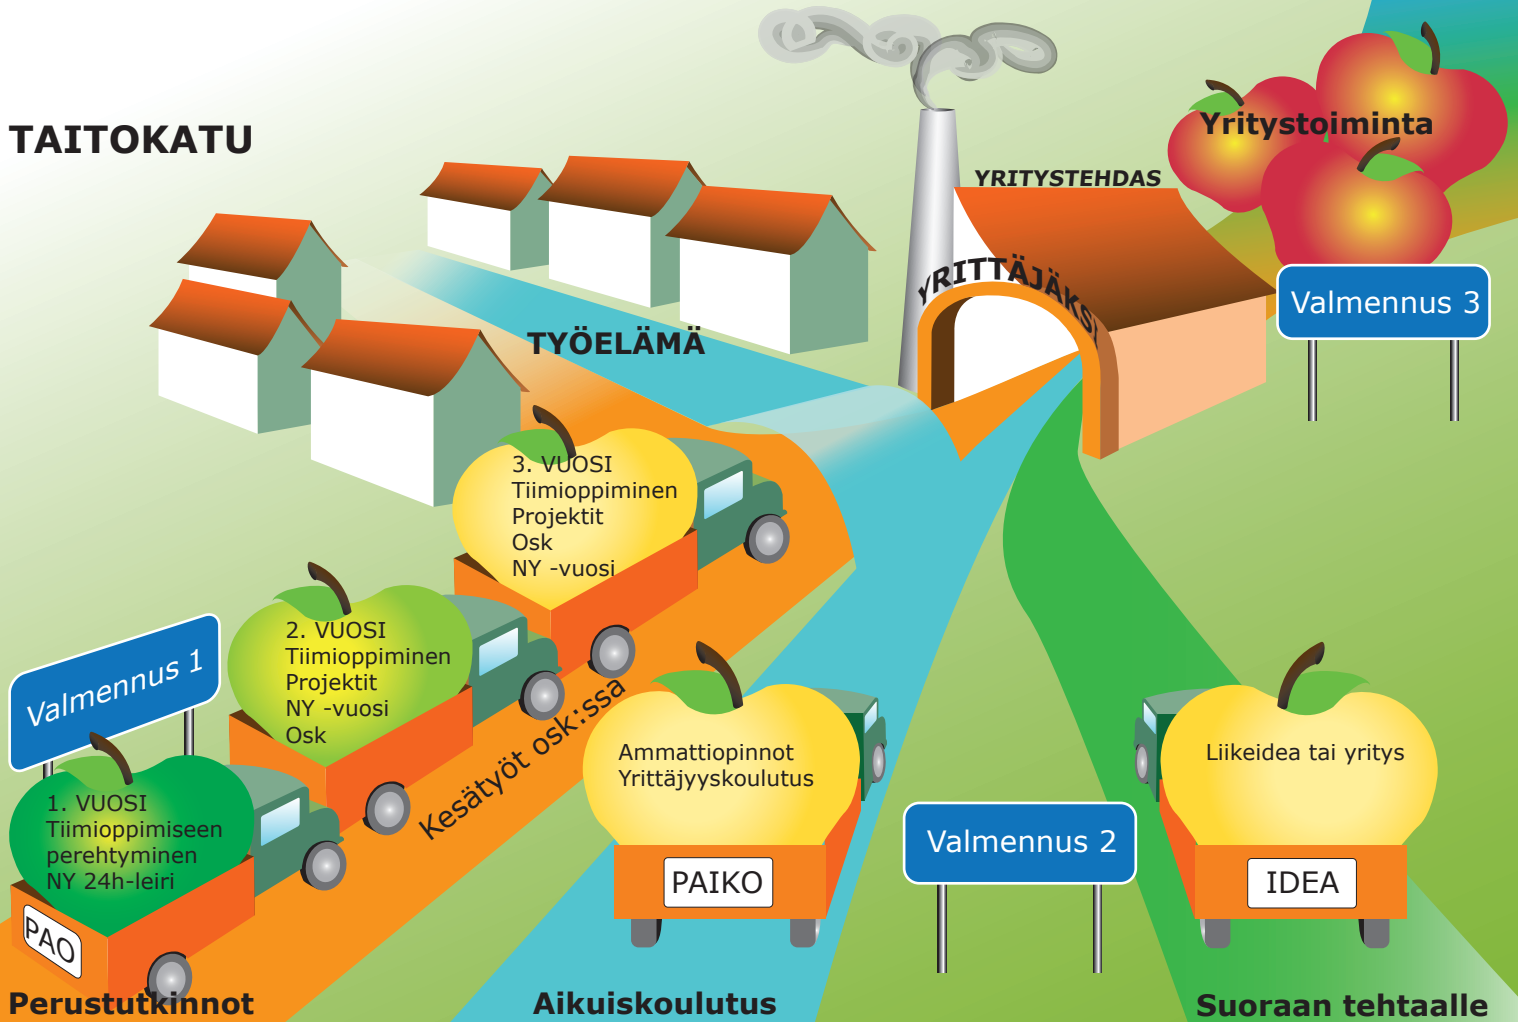 TAITOKATU
Yritystoiminta
YRITYSTEHDAS
YRITTÄJÄKSI
Valmennus 3
TYÖELÄMÄ
3. VUOSI
Tiimioppiminen
Projektit
Osk
NY -vuosi
2. VUOSI
Tiimioppiminen
Projektit
NY -vuosi
Osk
Valmennus 1
Kesätyöt osk:ssa
1. VUOSI
Tiimioppimiseen
perehtyminen
NY 24h-leiri
PAO
Ammattiopinnot
Yrittäjyyskoulutus
PAIKO
Valmennus 2
Liikeidea tai yritys
IDEA
Perustutkinnot
Aikuiskoulutus
Suoraan tehtaalle